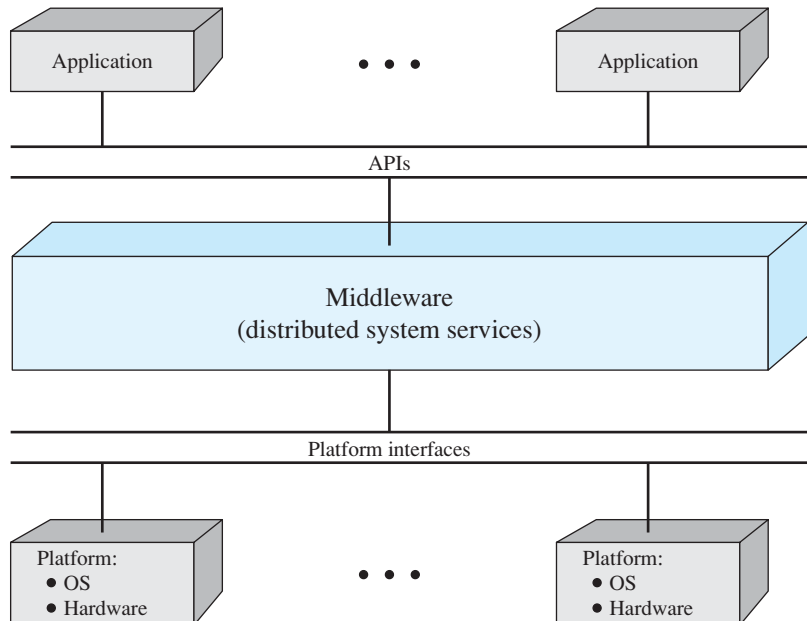 Application
Application
APIs
Middleware
(distributed system services)
Platform interfaces
Platform:
• OS
• Hardware
Platform:
• OS
• Hardware